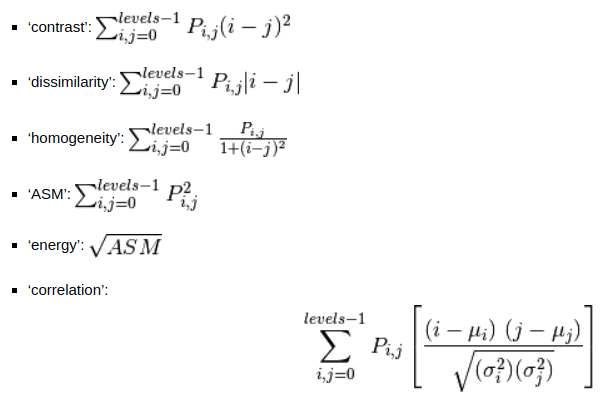 ▪ ‘contrast’: $\sum_{i,j=0}^{levels-1} P_{i,j}(i-j)^2$
▪ ‘dissimilarity’: $\sum_{i,j=0}^{levels-1} P_{i,j}|i-j|$
▪ ‘homogeneity’: $\sum_{i,j=0}^{levels-1} \frac{P_{i,j}}{1+(i-j)^2}$
▪ ‘ASM’: $\sum_{i,j=0}^{levels-1} P_{i,j}^2$
▪ ‘energy’: $\sqrt{ASM}$
▪ ‘correlation’:
$\sum_{i,j=0}^{levels-1} P_{i,j} \left[ \frac{(i-\mu_i)\ (j-\mu_j)}{\sqrt{(\sigma_i^2)(\sigma_j^2)}} \right]$